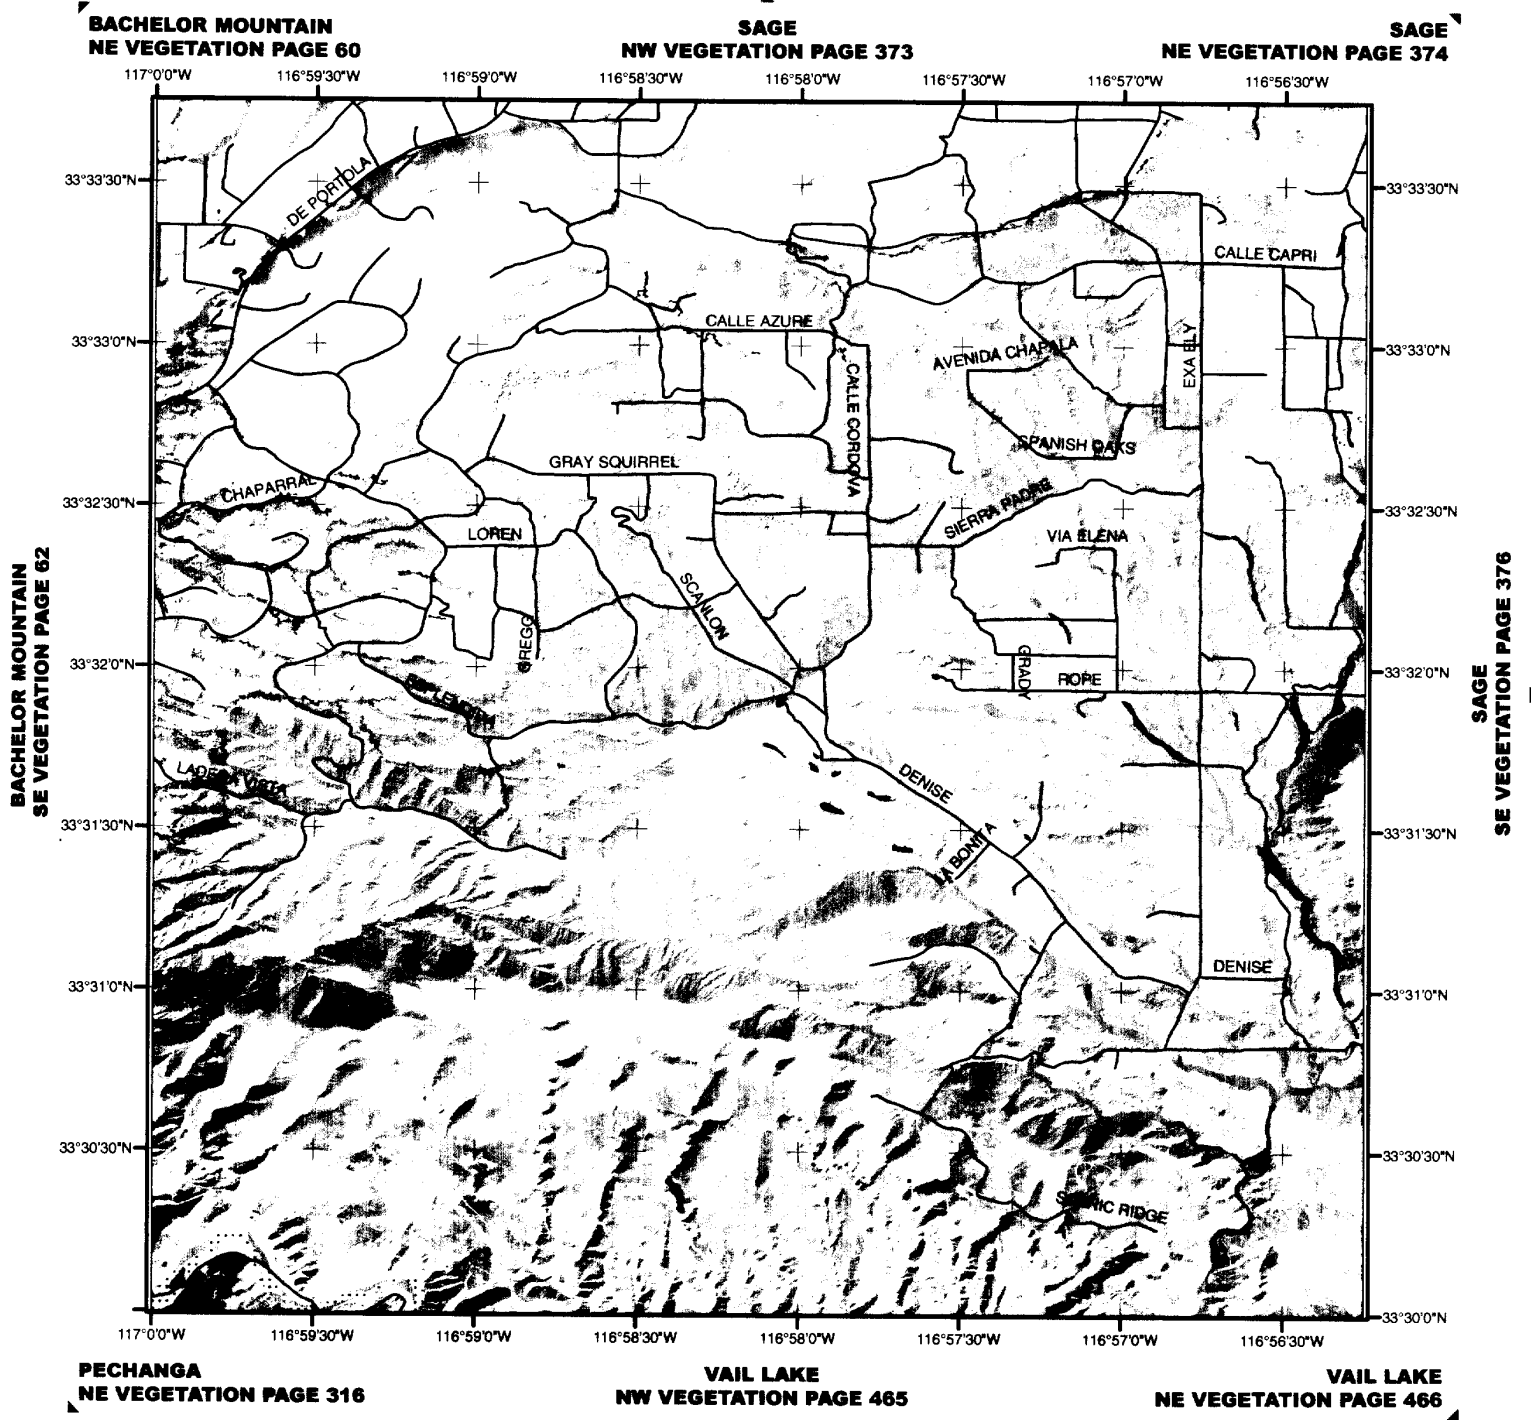 BACHELOR MOUNTAIN
NE VEGETATION PAGE 60
SAGE
NW VEGETATION PAGE 373
SAGE
NE VEGETATION PAGE 374
117°0'0"W
116°59'30"W
116°59'0"W
116°58'30"W
116°58'0"W
116°57'30"W
116°57'0"W
116°56'30"W
33°33'30"N
33°33'30"N
DE PORTOLA
CALLE CAPRI
CALLE AZURE
33°33'0"N
33°33'0"N
AVENIDA CHAPALA
EXA ELY
CALLE CORDOVA
SPANISH OAKS
GRAY SQUIRREL
CHAPARRAL
33°32'30"N
33°32'30"N
SIERRA PADRE
LOREN
VIA ELENA
BACHELOR MOUNTAIN
SE VEGETATION PAGE 62
SAGE
SE VEGETATION PAGE 376
SCANLON
GREGG
33°32'0"N
33°32'0"N
GRADY
ROPE
LADERA VISTA
DENISE
33°31'30"N
33°31'30"N
LA BONITA
DENISE
33°31'0"N
33°31'0"N
33°30'30"N
33°30'30"N
SCENIC RIDGE
33°30'0"N
117°0'0"W
116°59'30"W
116°59'0"W
116°58'30"W
116°58'0"W
116°57'30"W
116°57'0"W
116°56'30"W
PECHANGA
NE VEGETATION PAGE 316
VAIL LAKE
NW VEGETATION PAGE 465
VAIL LAKE
NE VEGETATION PAGE 466